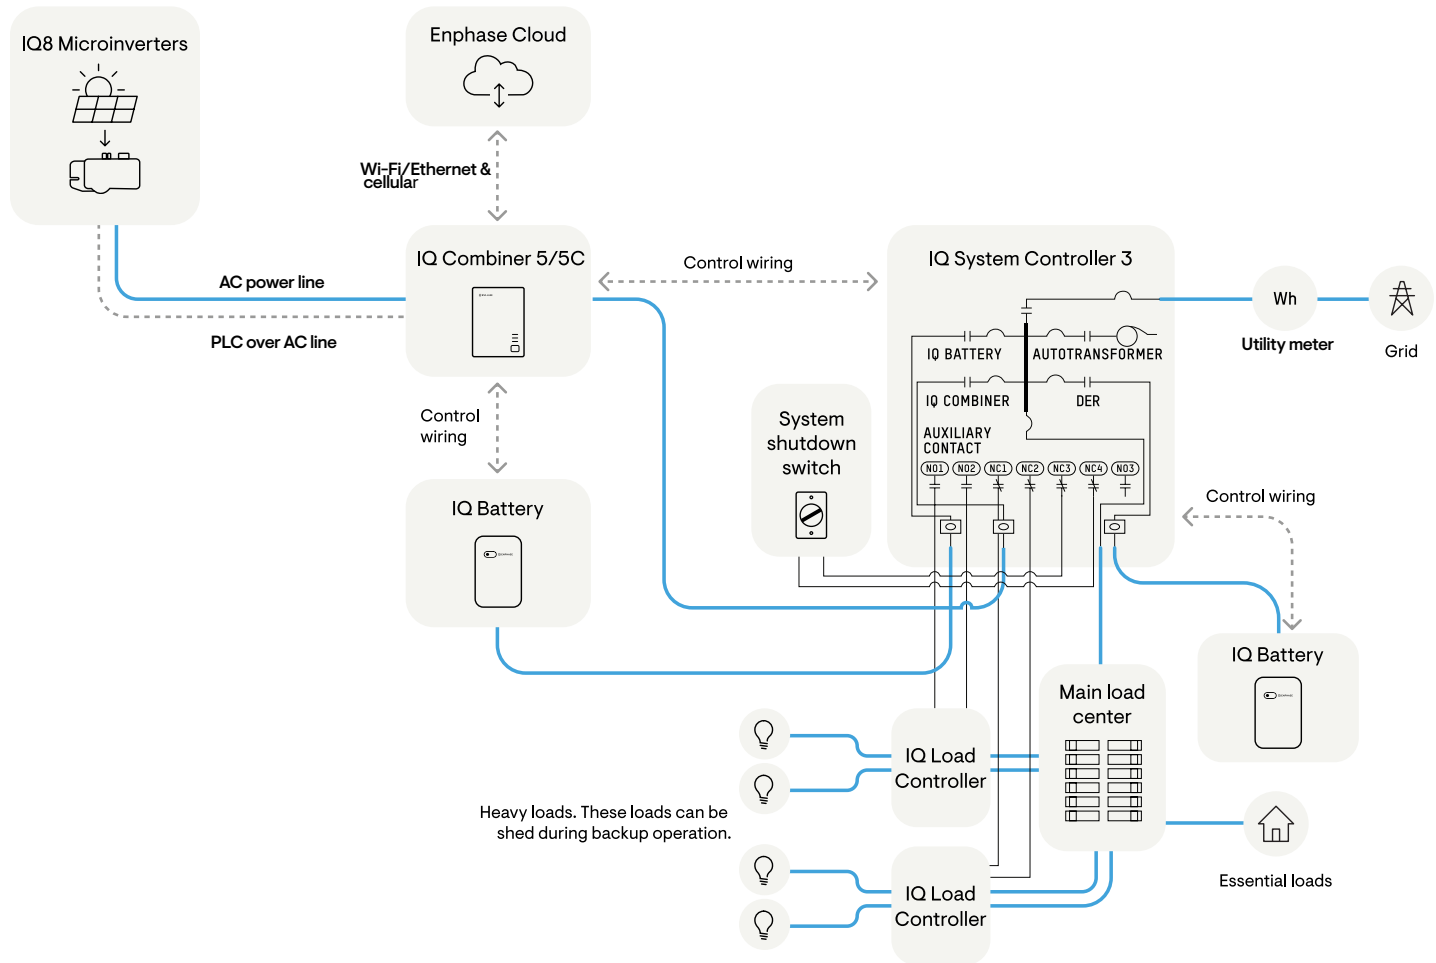 IQ8 Microinverters
Enphase Cloud
Wi-Fi/Ethernet &
cellular
IQ Combiner 5/5C
AC power line
PLC over AC line
Control wiring
IQ System Controller 3
Wh
Utility meter
Grid
IQ BATTERY
AUTOTRANSFORMER
IQ COMBINER
DER
AUXILIARY
CONTACT
NO1
NO2
NC1
NC2
NC3
NC4
NO3
System
shutdown
switch
Control
wiring
IQ Battery
Control wiring
IQ Battery
Main load
center
IQ Load
Controller
Heavy loads. These loads can be
shed during backup operation.
IQ Load
Controller
Essential loads